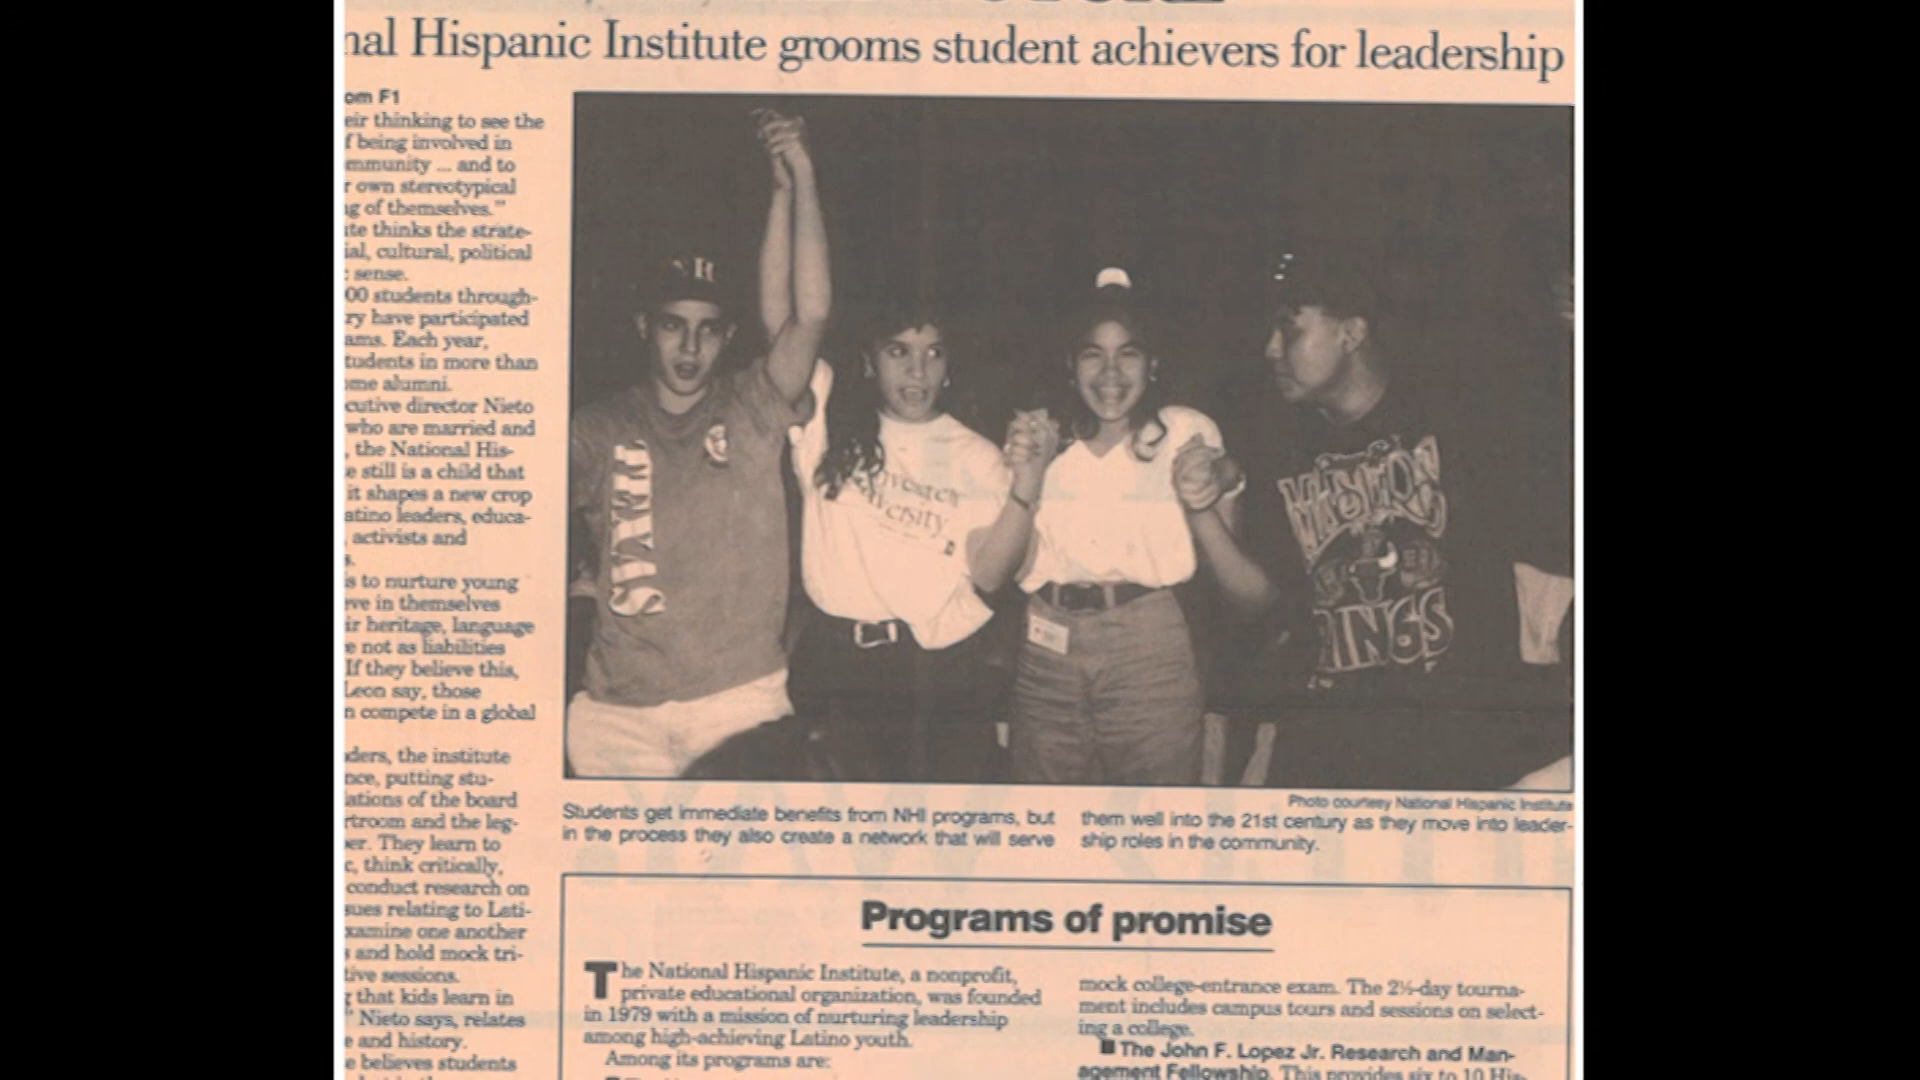 nal Hispanic Institute grooms student achievers for leadership
om F1
eir thinking to see the
f being involved in
mmunity ... and to
r own stereotypical
ng of themselves."
ute thinks the strate-
ial, cultural, political
c sense.
00 students through-
ry have participated
ams. Each year,
tudents in more than
ome alumni.
cutive director Nieto
who are married and
, the National His-
e still is a child that
it shapes a new crop
atino leaders, educa-
, activists and
s.
s to nurture young
eve in themselves
ir heritage, language
e not as liabilities
If they believe this,
Leon say, those
n compete in a global
ders, the institute
nce, putting stu-
lations of the board
rtroom and the leg-
er. They learn to
c, think critically,
conduct research on
sues relating to Lati-
xamine one another
s and hold mock tri-
tive sessions.
g that kids learn in
" Nieto says, relates
e and history.
e believes students
H
TEXAS
versity
RINGS
Photo courtesy National Hispanic Institute
Students get immediate benefits from NHI programs, but
in the process they also create a network that will serve
them well into the 21st century as they move into leader-
ship roles in the community.
Programs of promise
The National Hispanic Institute, a nonprofit,
private educational organization, was founded
in 1979 with a mission of nurturing leadership
among high-achieving Latino youth.
Among its programs are:
mock college-entrance exam. The 2½-day tourna-
ment includes campus tours and sessions on select-
ing a college.
■ The John F. Lopez Jr. Research and Man-
agement Fellowship. This provides six to 10 His-